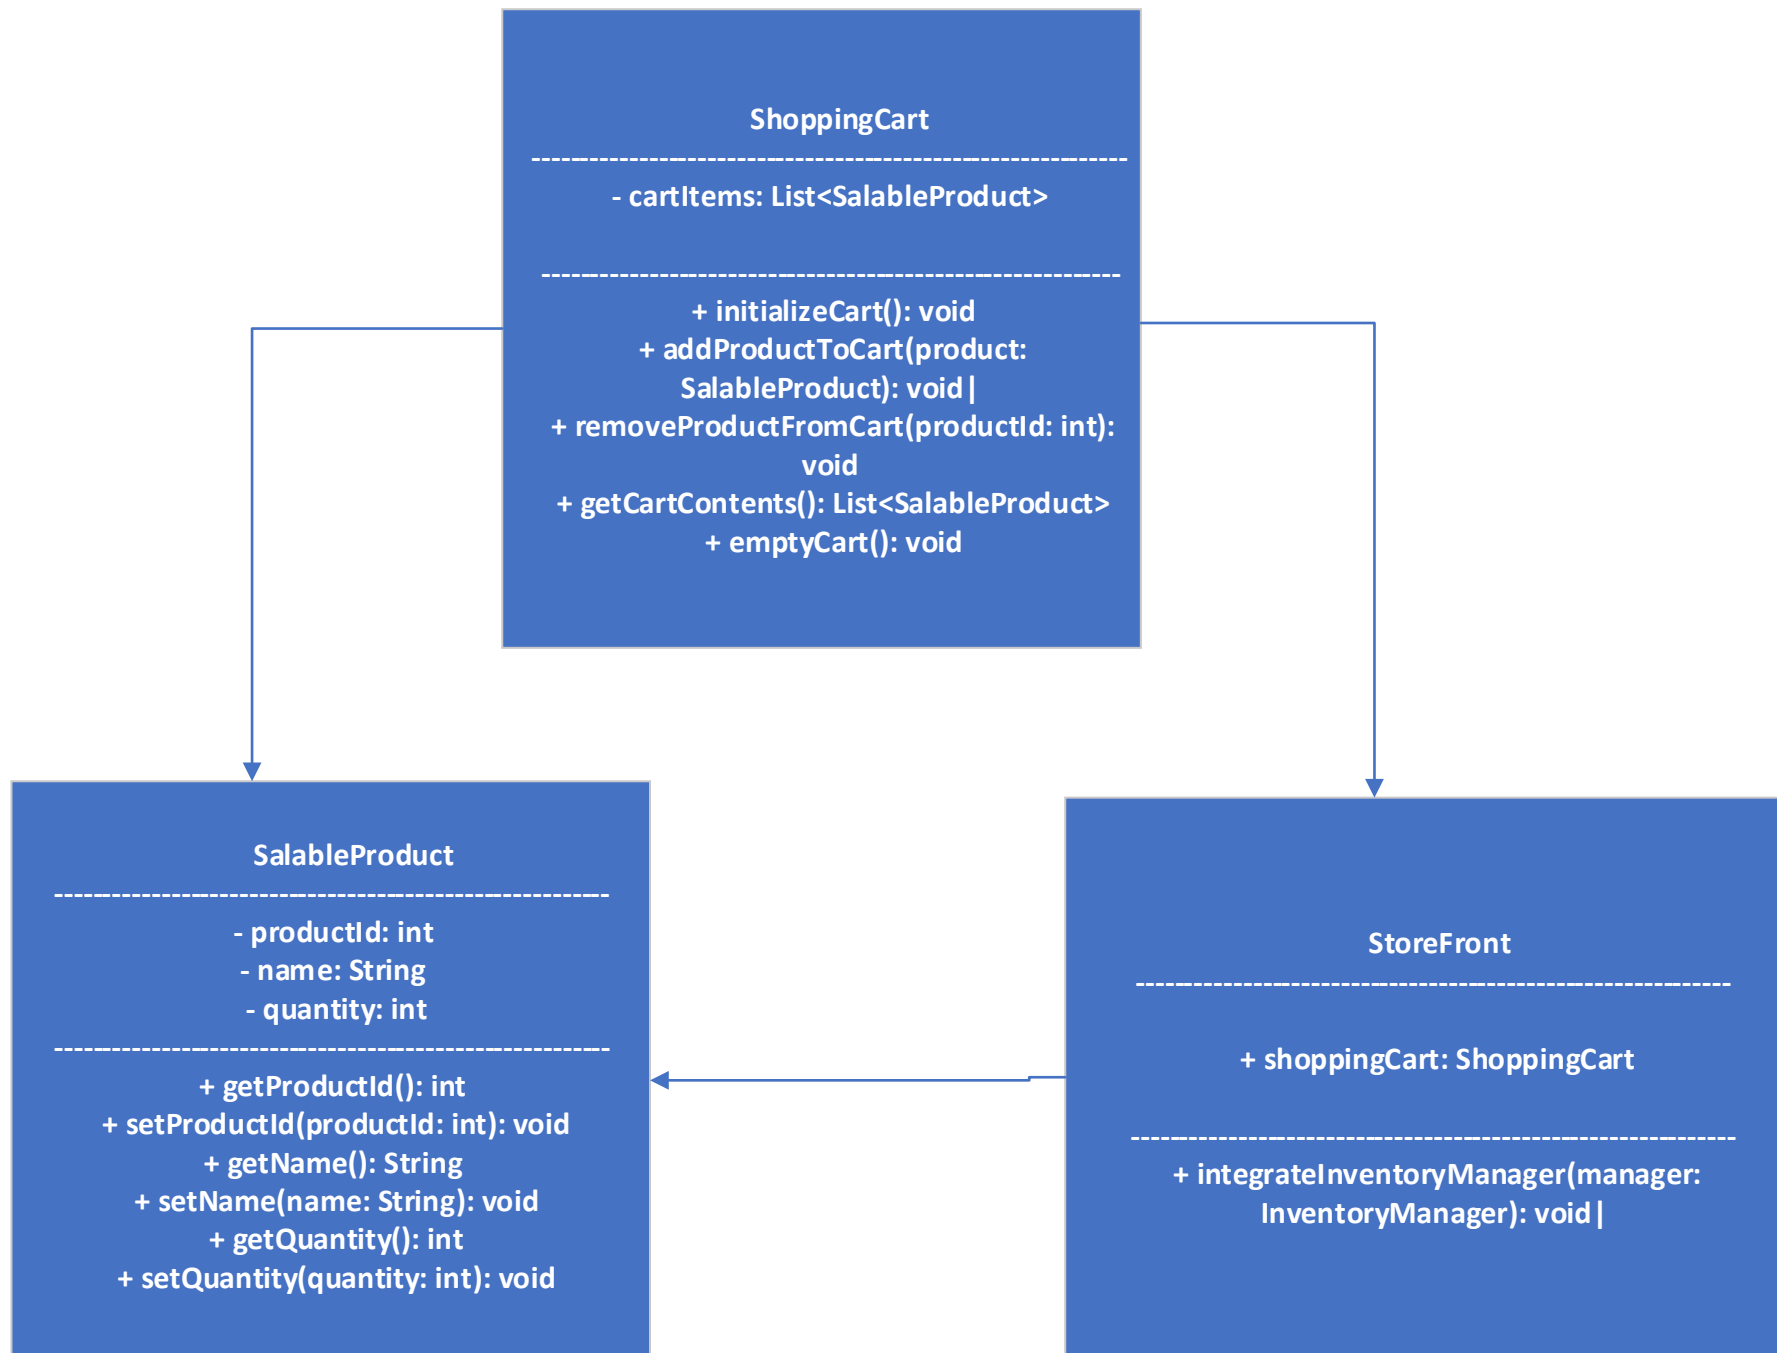 ShoppingCart
------------------------------------------------------------
- cartItems: List<SalableProduct>
----------------------------------------------------------
+ initializeCart(): void
+ addProductToCart(product:
SalableProduct): void|
+ removeProductFromCart(productId: int):
void
+ getCartContents(): List<SalableProduct>
+ emptyCart(): void
SalableProduct
--------------------------------------------------------
- productId: int
- name: String
- quantity: int
--------------------------------------------------------
+ getProductId(): int
+ setProductId(productId: int): void
+ getName(): String
+ setName(name: String): void
+ getQuantity(): int
+ setQuantity(quantity: int): void
StoreFront
------------------------------------------------------------
+ shoppingCart: ShoppingCart
-------------------------------------------------------------
+ integrateInventoryManager(manager:
InventoryManager): void|